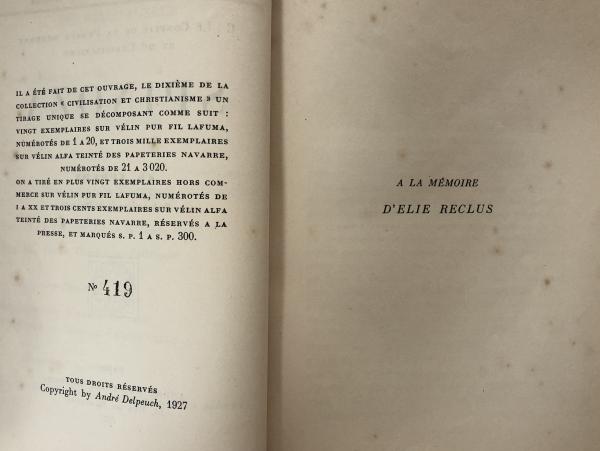 IL A ÉTÉ FAIT DE CET OUVRAGE, LE DIXIÈME DE LA
COLLECTION « CIVILISATION ET CHRISTIANISME » UN
TIRAGE UNIQUE SE DÉCOMPOSANT COMME SUIT :
VINGT EXEMPLAIRES SUR VÉLIN PUR FIL LAFUMA,
NUMÉROTÉS DE 1 A 20, ET TROIS MILLE EXEMPLAIRES
SUR VÉLIN ALFA TEINTÉ DES PAPETERIES NAVARRE,
NUMÉROTÉS DE 21 A 3020.
ON A TIRÉ EN PLUS VINGT EXEMPLAIRES HORS COM-
MERCE SUR VÉLIN PUR FIL LAFUMA, NUMÉROTÉS DE
I A XX ET TROIS CENTS EXEMPLAIRES SUR VÉLIN ALFA
TEINTÉ DES PAPETERIES NAVARRE, RÉSERVÉS A LA
PRESSE, ET MARQUÉS S. P. 1 A S. P. 300.
No 419
TOUS DROITS RÉSERVÉS
Copyright by André Delpeuch, 1927
A LA MÉMOIRE
D'ELIE RECLUS